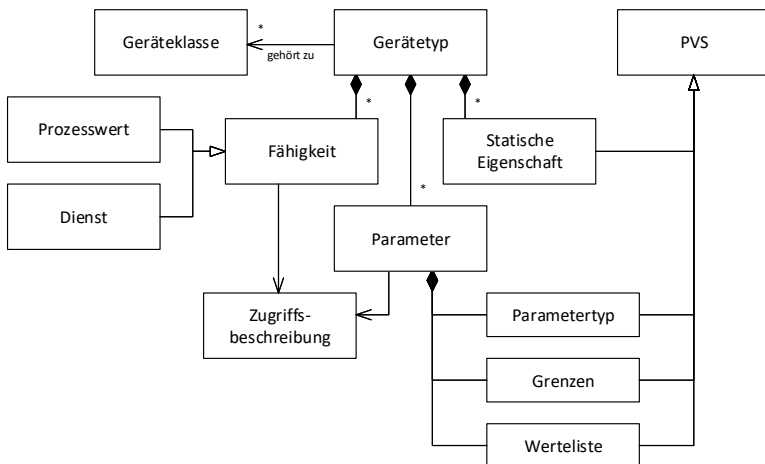 Geräteklasse
*
gehört zu
Gerätetyp
PVS
*
*
*
Prozesswert
Fähigkeit
Statische
Eigenschaft
Dienst
Parameter
Zugriffs-
beschreibung
Parametertyp
Grenzen
Werteliste